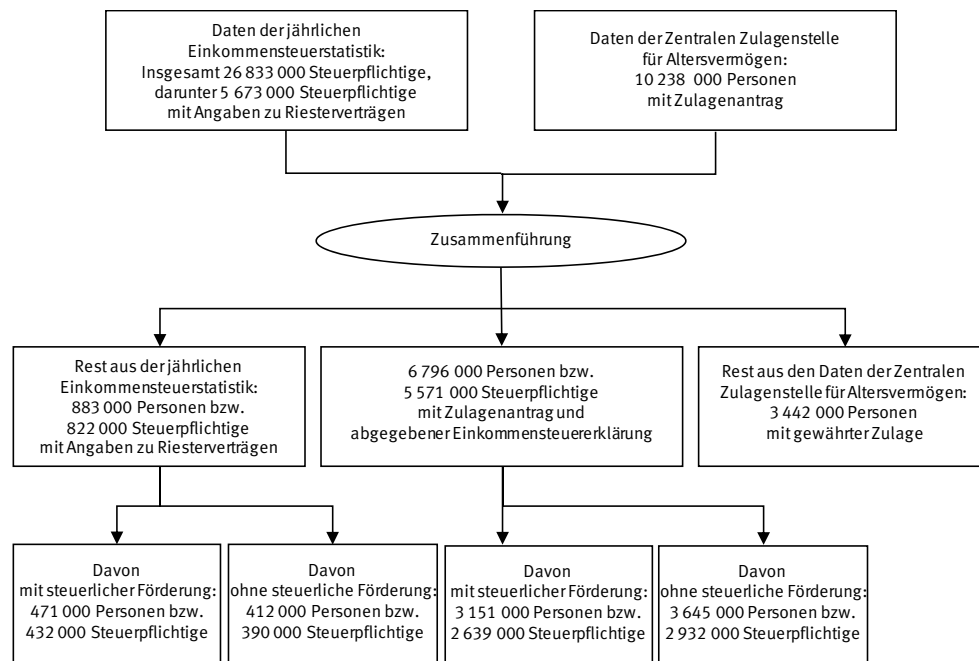 Daten der jährlichen
Einkommensteuerstatistik:
Insgesamt 26 833 000 Steuerpflichtige,
darunter 5 673 000 Steuerpflichtige
mit Angaben zu Riesterverträgen
Daten der Zentralen Zulagenstelle
für Altersvermögen:
10 238 000 Personen
mit Zulagenantrag
Zusammenführung
Rest aus der jährlichen
Einkommensteuerstatistik:
883 000 Personen bzw.
822 000 Steuerpflichtige
mit Angaben zu Riesterverträgen
6 796 000 Personen bzw.
5 571 000 Steuerpflichtige
mit Zulagenantrag und
abgegebener Einkommensteuererklärung
Rest aus den Daten der Zentralen
Zulagenstelle für Altersvermögen:
3 442 000 Personen
mit gewährter Zulage
Davon
mit steuerlicher Förderung:
471 000 Personen bzw.
432 000 Steuerpflichtige
Davon
ohne steuerliche Förderung:
412 000 Personen bzw.
390 000 Steuerpflichtige
Davon
mit steuerlicher Förderung:
3 151 000 Personen bzw.
2 639 000 Steuerpflichtige
Davon
ohne steuerliche Förderung:
3 645 000 Personen bzw.
2 932 000 Steuerpflichtige